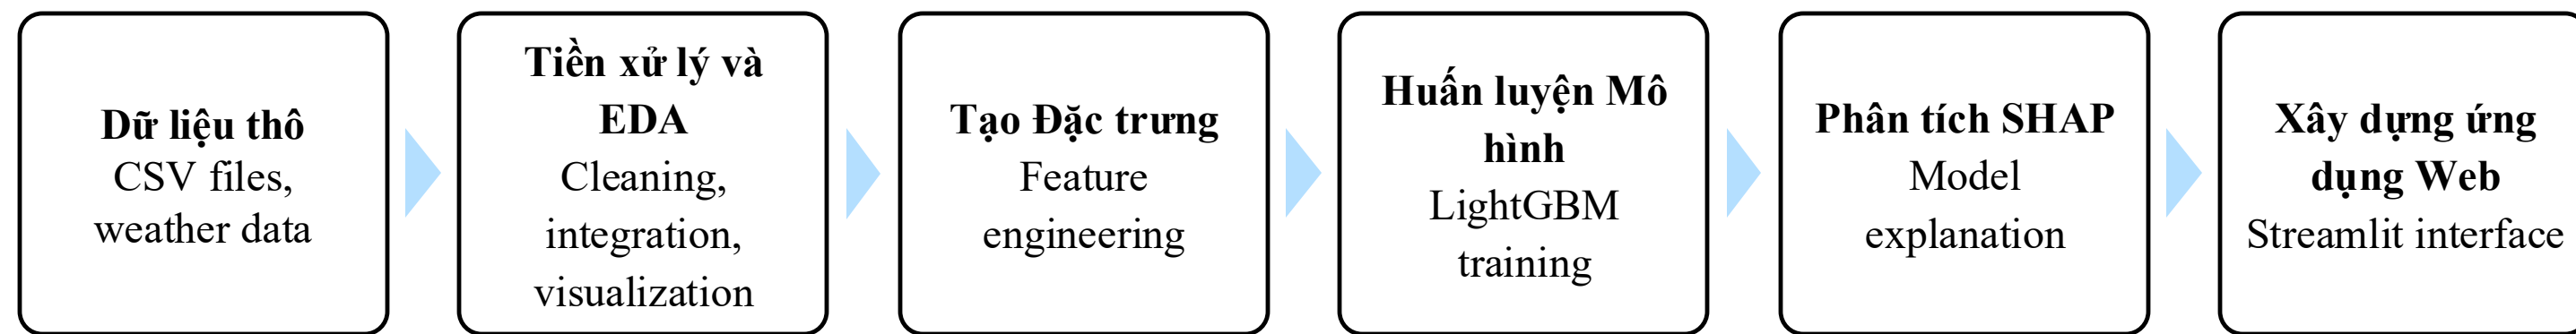 Dữ liệu thô
CSV files,
weather data
Tiền xử lý và
EDA
Cleaning,
integration,
visualization
Tạo Đặc trưng
Feature
engineering
Huấn luyện Mô
hình
LightGBM
training
Phân tích SHAP
Model
explanation
Xây dựng ứng
dụng Web
Streamlit interface